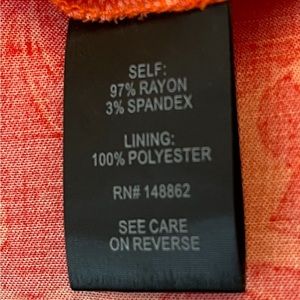 SELF:
97% RAYON
3% SPANDEX
LINING:
100% POLYESTER
RN# 148862
SEE CARE
ON REVERSE